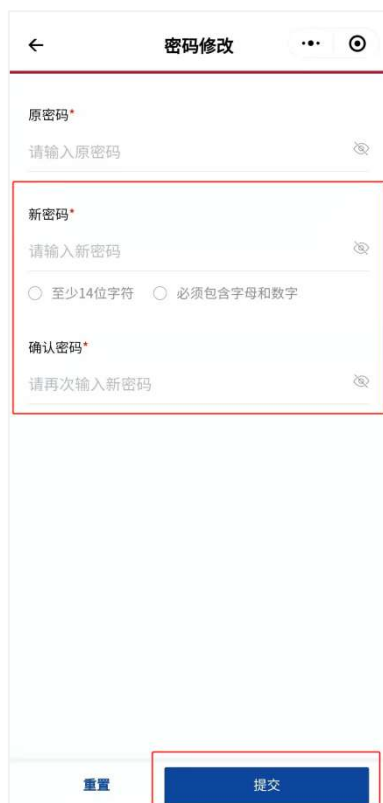 密码修改
原密码*
请输入原密码
新密码*
请输入新密码
至少14位字符 必须包含字母和数字
确认密码*
请再次输入新密码
重置 提交